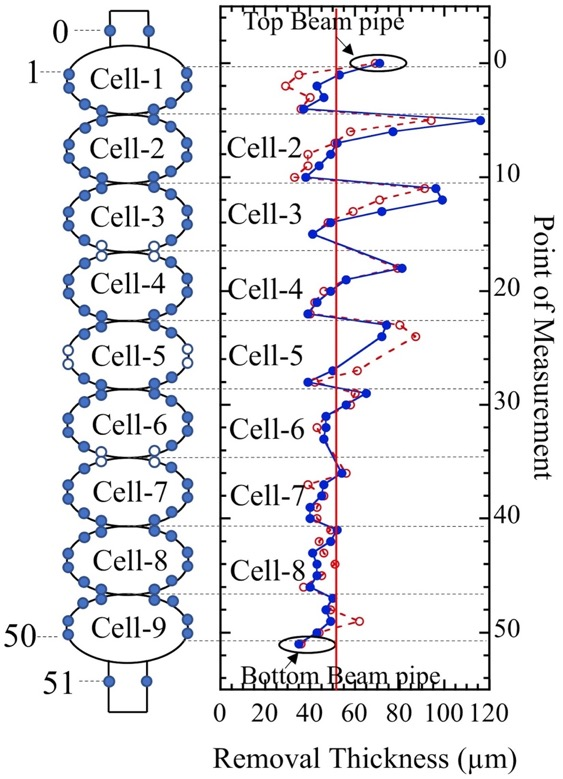 0
1
Cell-1
Cell-2
Cell-3
Cell-4
Cell-5
Cell-6
Cell-7
Cell-8
Cell-9
50
51
Top Beam pipe
Cell-2
Cell-3
Cell-4
Cell-5
Cell-6
Cell-7
Cell-8
Bottom Beam pipe
0
10
20
30
40
50
Point of Measurement
0 20 40 60 80 100 120
Removal Thickness (μm)